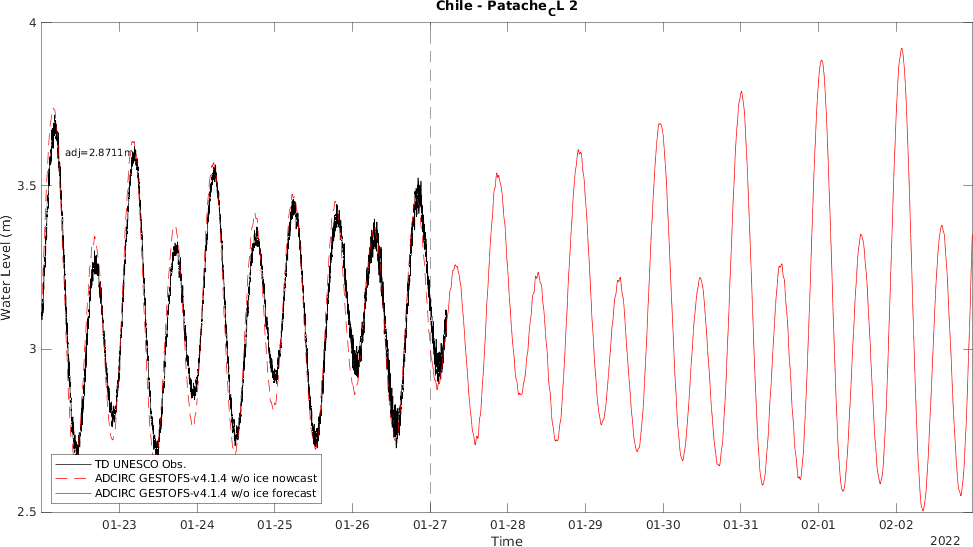 Chile - Patache_CL 2
4
adj=2.8711m
3.5
Water Level (m)
3
TD UNESCO Obs.
ADCIRC GESTOFS-v4.1.4 w/o ice nowcast
ADCIRC GESTOFS-v4.1.4 w/o ice forecast
2.5
01-23 01-24 01-25 01-26 01-27 01-28 01-29 01-30 01-31 02-01 02-02
Time
2022